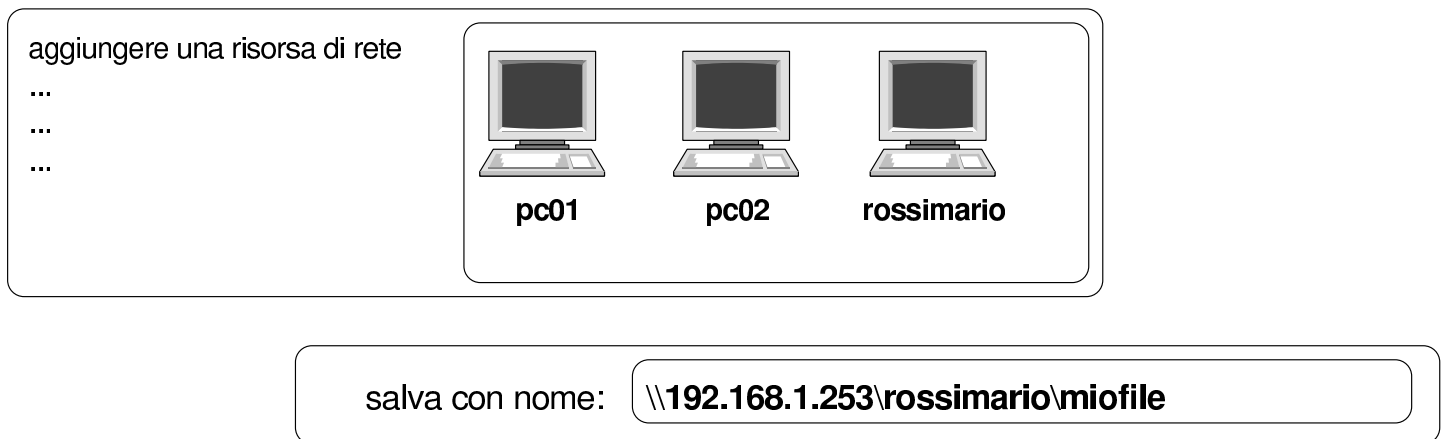 aggiungere una risorsa di rete
...
...
...
pc01 pc02 rossimario
salva con nome: \\192.168.1.253\rossimario\miofile